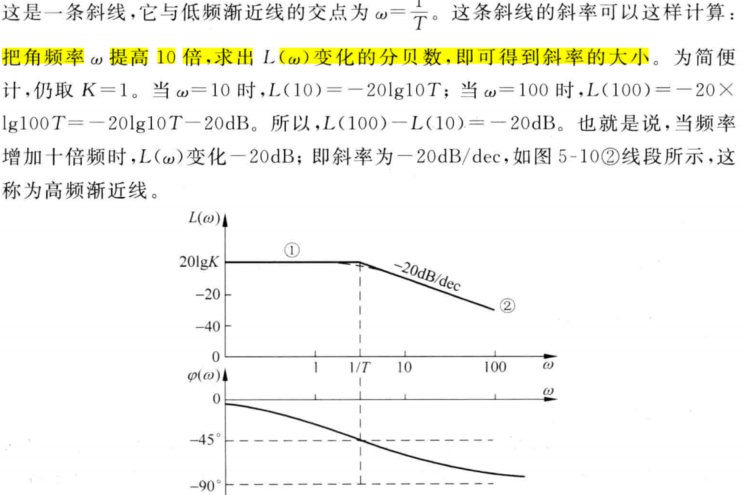 这是一条斜线,它与低频渐近线的交点为 ω=1/T。这条斜线的斜率可以这样计算:
把角频率 ω 提高 10 倍,求出 L(ω)变化的分贝数,即可得到斜率的大小。为简便
计,仍取 K=1。当 ω=10 时,L(10)=-20lg10T; 当 ω=100 时,L(100)=-20×
lg100T=-20lg10T-20dB。所以,L(100)-L(10)=-20dB。也就是说,当频率
增加十倍频时,L(ω)变化-20dB; 即斜率为-20dB/dec,如图 5-10②线段所示,这
称为高频渐近线。
L(ω)
①
20lgK
-20dB/dec
-20
②
-40
0
1 1/T 10 100 ω
φ(ω)
ω
0
-45°
-90°